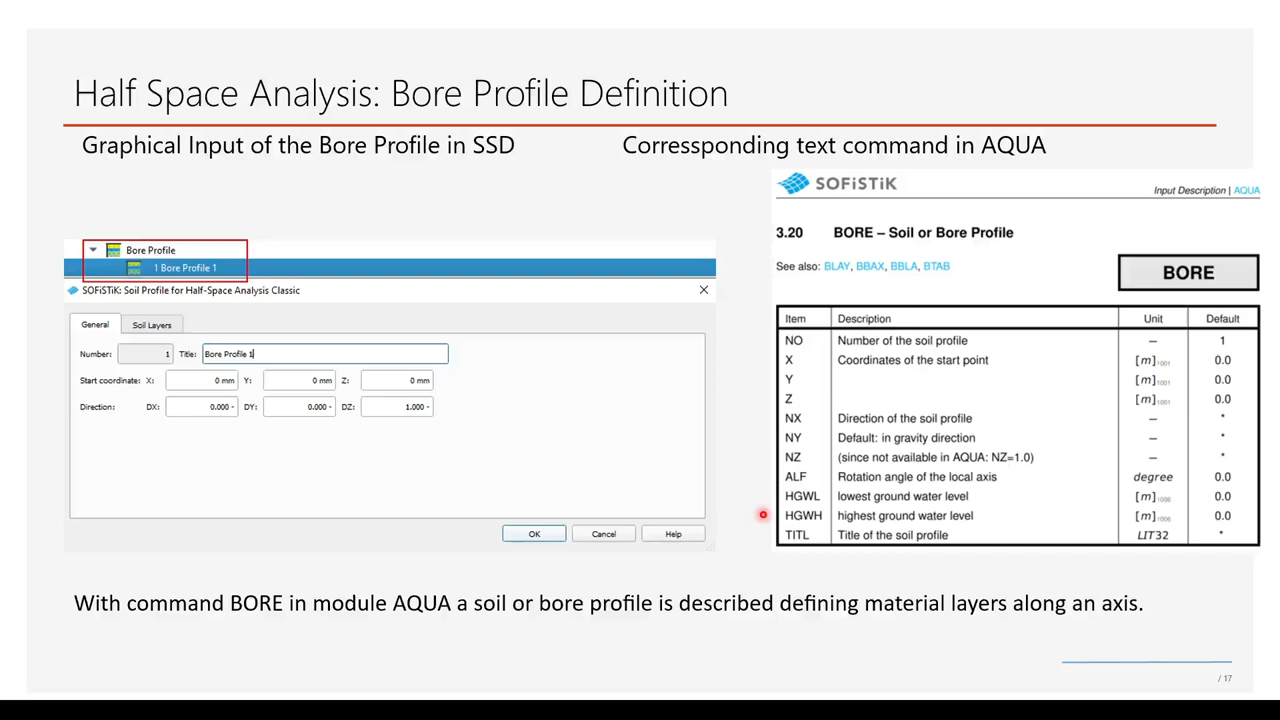 Half Space Analysis: Bore Profile Definition
Graphical Input of the Bore Profile in SSD
Corressponding text command in AQUA
Bore Profile
1 Bore Profile 1
SOFiSTiK: Soil Profile for Half-Space Analysis Classic
General Soil Layers
Number: 1 Title: Bore Profile 1
Start coordinate: X: 0 mm Y: 0 mm Z: 0 mm
Direction: DX: 0.000 - DY: 0.000 - DZ: 1.000 -
OK Cancel Help
SOFiSTiK
Input Description | AQUA
3.20 BORE – Soil or Bore Profile
See also: BLAY, BBAX, BBLA, BTAB
BORE
Item Description Unit Default
NO Number of the soil profile – 1
X Coordinates of the start point [m]1001 0.0
Y [m]1001 0.0
Z [m]1001 0.0
NX Direction of the soil profile – *
NY Default: in gravity direction – *
NZ (since not available in AQUA: NZ=1.0) – *
ALF Rotation angle of the local axis degree 0.0
HGWL lowest ground water level [m]1006 0.0
HGWH highest ground water level [m]1006 0.0
TITL Title of the soil profile LIT32 *
With command BORE in module AQUA a soil or bore profile is described defining material layers along an axis.
/ 17